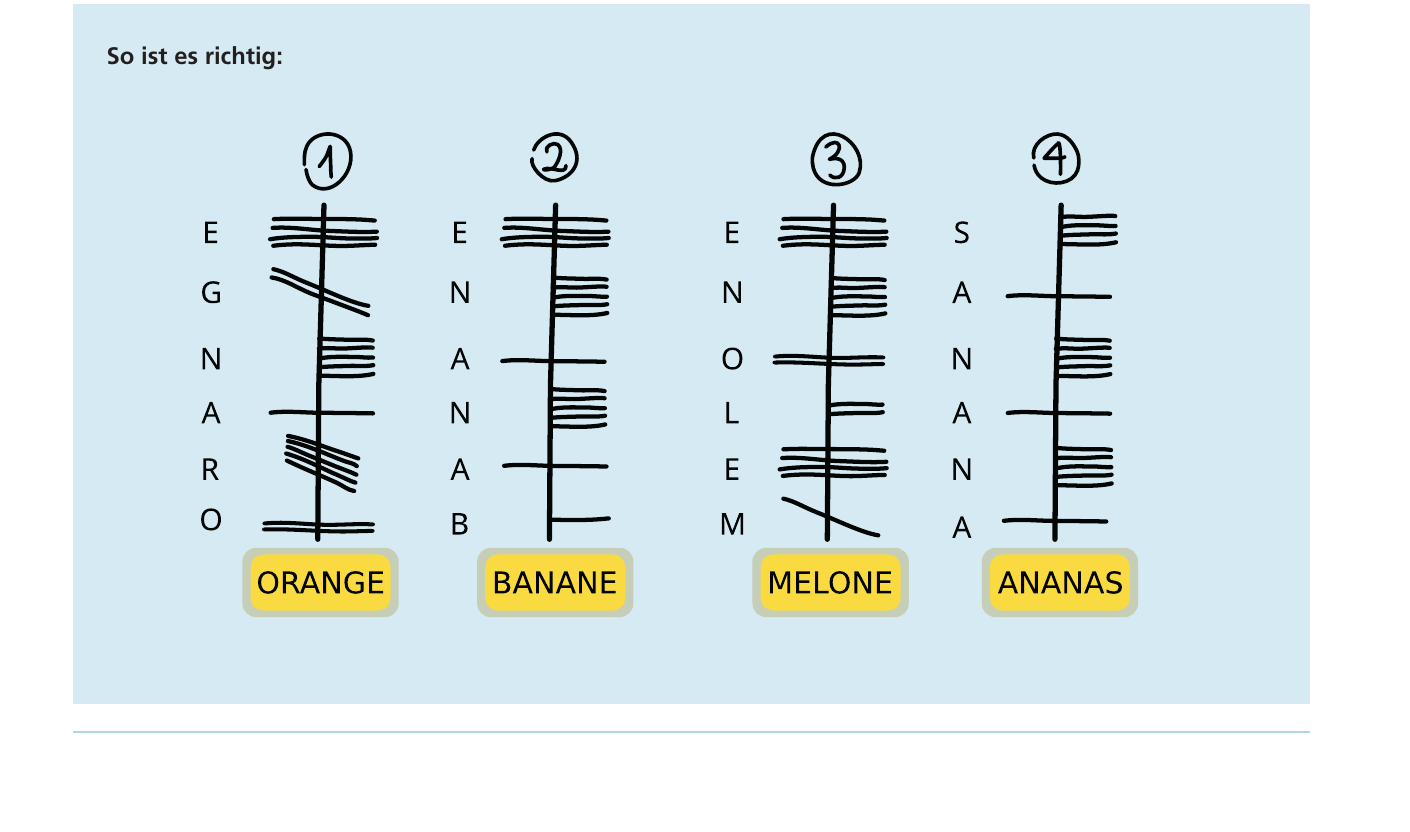 So ist es richtig:
1 2 3 4
E ᚓ E ᚓ E ᚓ S ᚄ
G ᚌ N ᚅ N ᚅ A ᚐ
N ᚅ A ᚐ O ᚑ N ᚅ
A ᚐ N ᚅ L ᚂ A ᚐ
R ᚏ A ᚐ E ᚓ N ᚅ
O ᚑ B ᚁ M ᚋ A ᚐ
ORANGE BANANE MELONE ANANAS